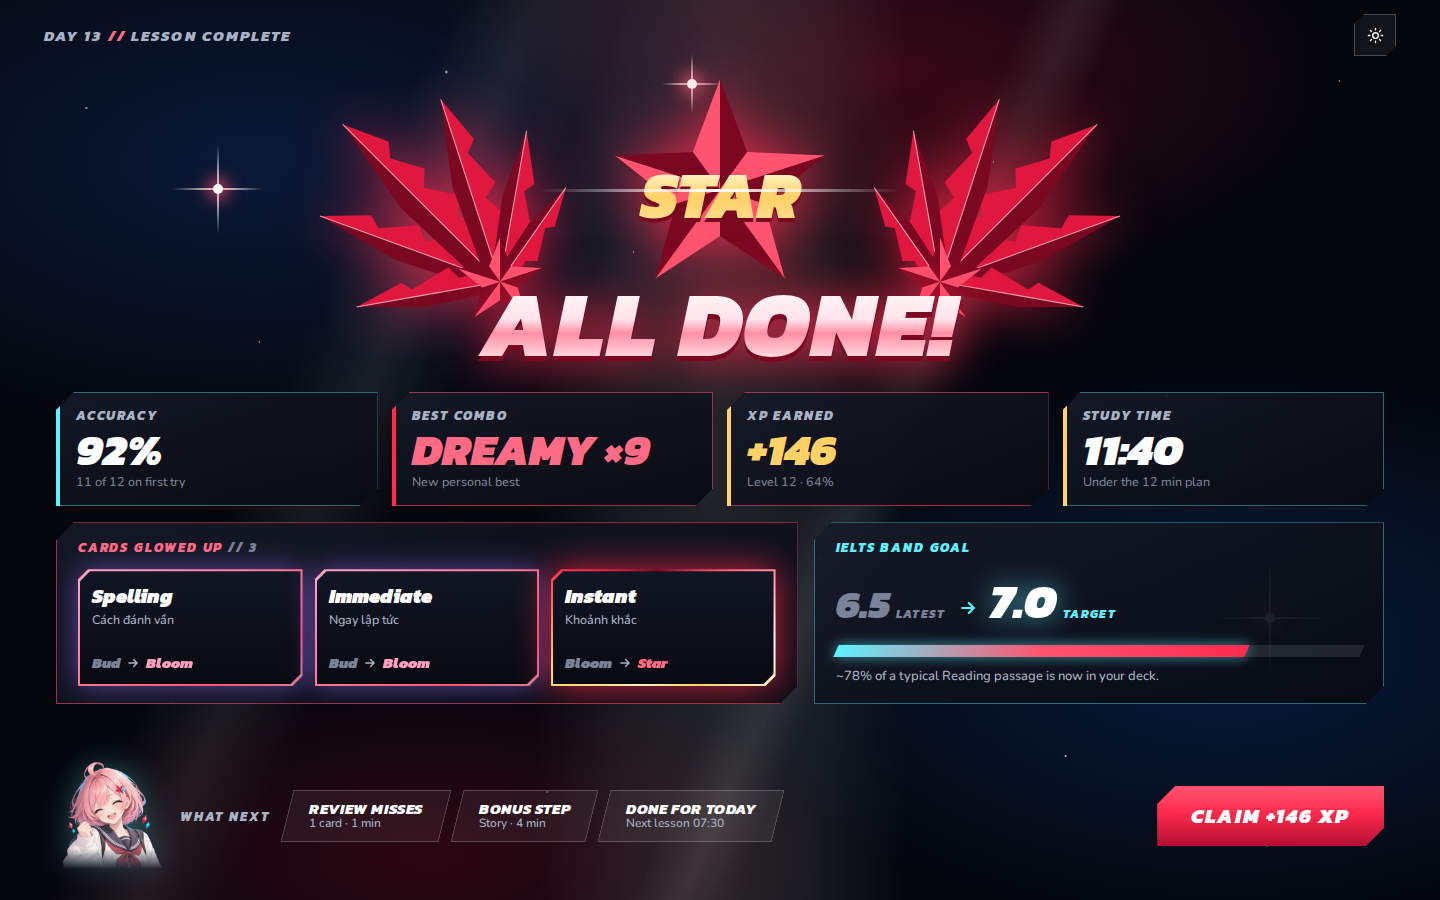 DAY 13 // LESSON COMPLETE
STAR
ALL DONE!
ACCURACY
92%
11 of 12 on first try
BEST COMBO
DREAMY ×9
New personal best
XP EARNED
+146
Level 12 · 64%
STUDY TIME
11:40
Under the 12 min plan
CARDS GLOWED UP // 3
Spelling
Cách đánh vần
Bud → Bloom
Immediate
Ngay lập tức
Bud → Bloom
Instant
Khoảnh khắc
Bloom → Star
IELTS BAND GOAL
6.5 LATEST → 7.0 TARGET
~78% of a typical Reading passage is now in your deck.
WHAT NEXT
REVIEW MISSES
1 card · 1 min
BONUS STEP
Story · 4 min
DONE FOR TODAY
Next lesson 07:30
CLAIM +146 XP